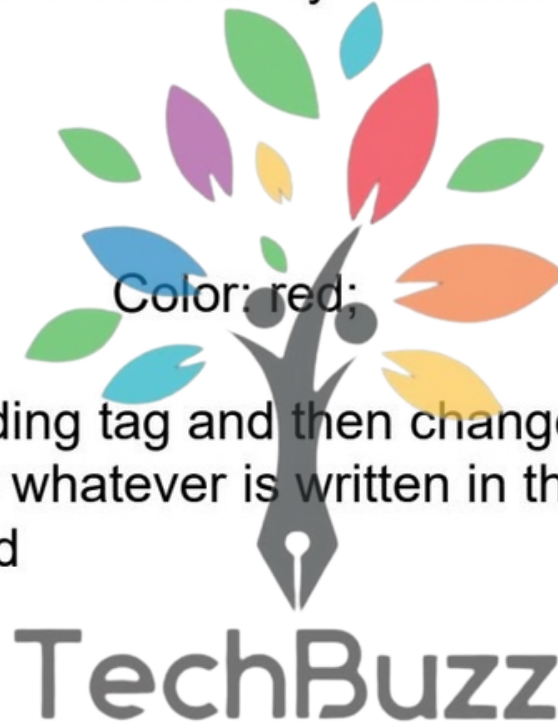 Color: red;
ding tag and then change
whatever is written in th
d
TechBuzz